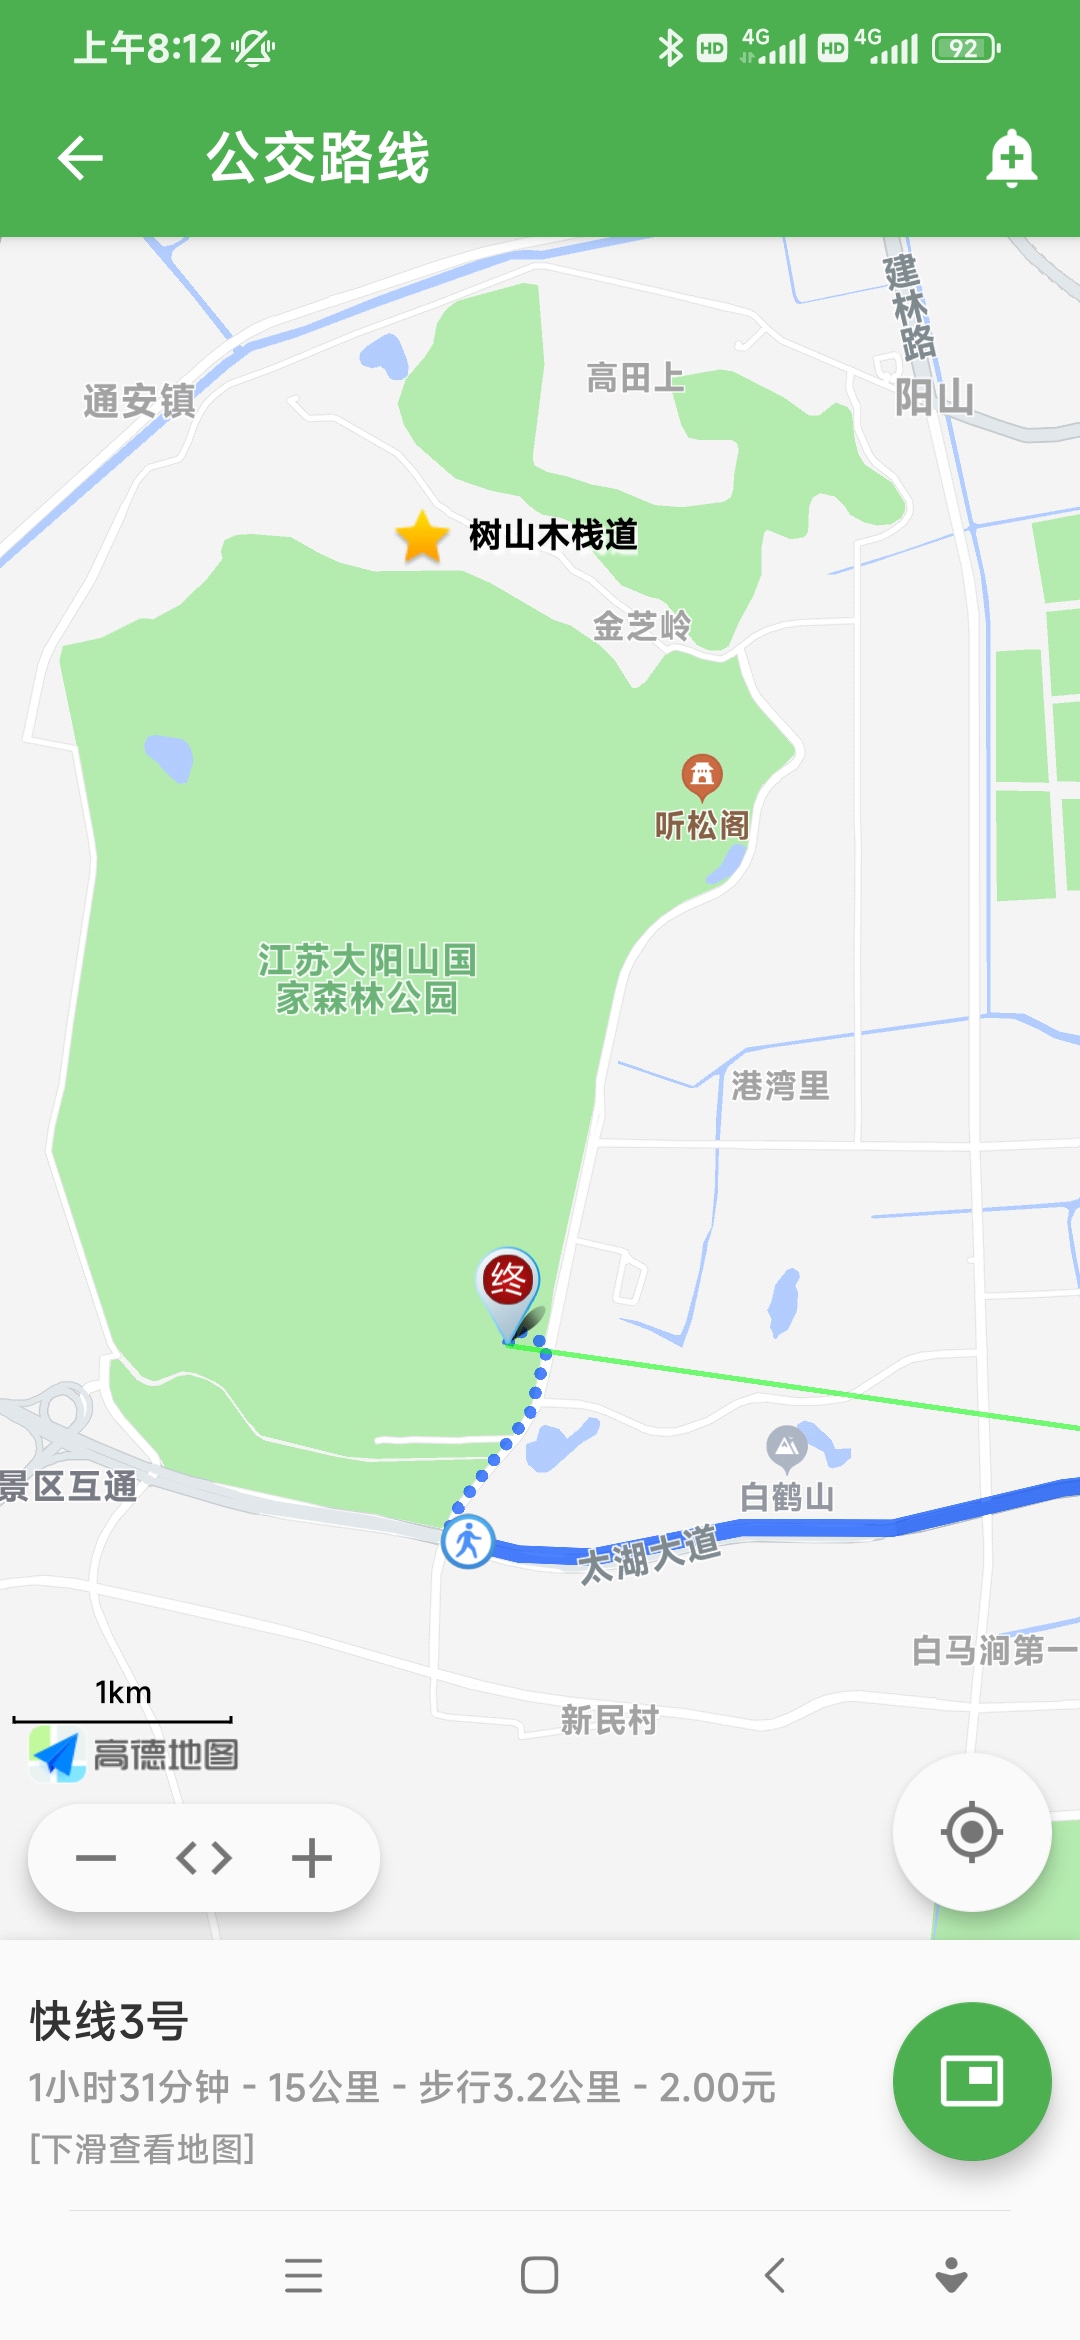 上午8:12
HD 4G HD 4G 92
公交路线
建林路
通安镇
高田上
阳山
树山木栈道
金芝岭
听松阁
江苏大阳山国
家森林公园
港湾里
终
景区互通
白鹤山
太湖大道
白马涧第一
1km
新民村
高德地图
快线3号
1小时31分钟 - 15公里 - 步行3.2公里 - 2.00元
[下滑查看地图]